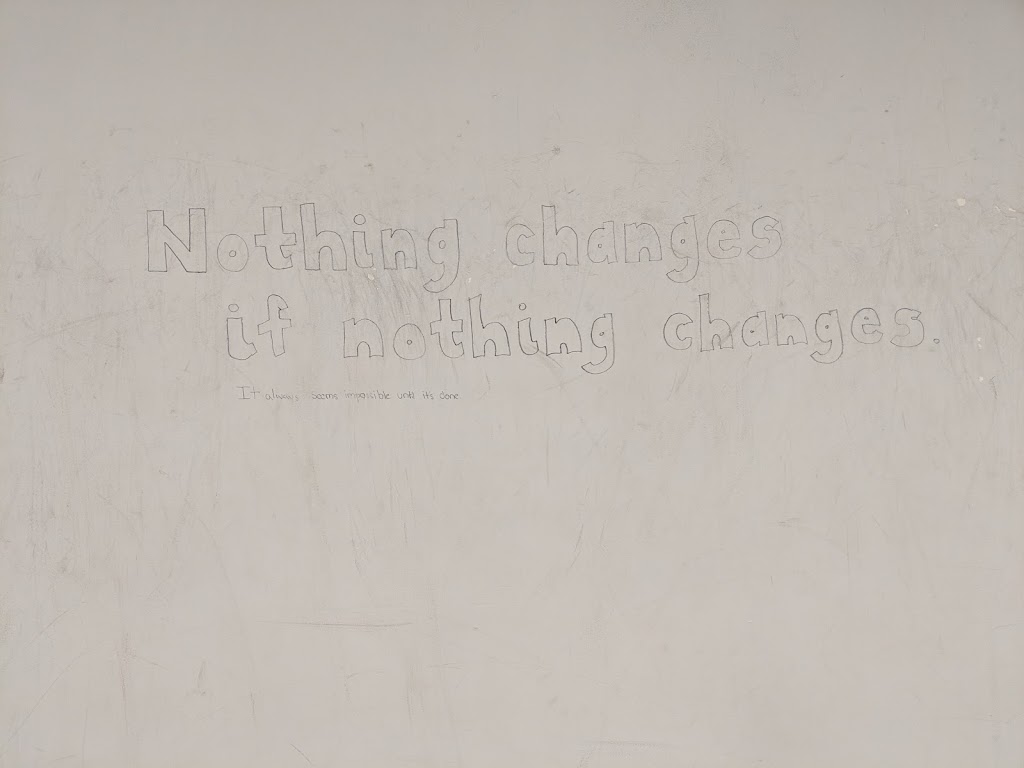 Nothing changes
if nothing changes.
It always seems impossible until its done